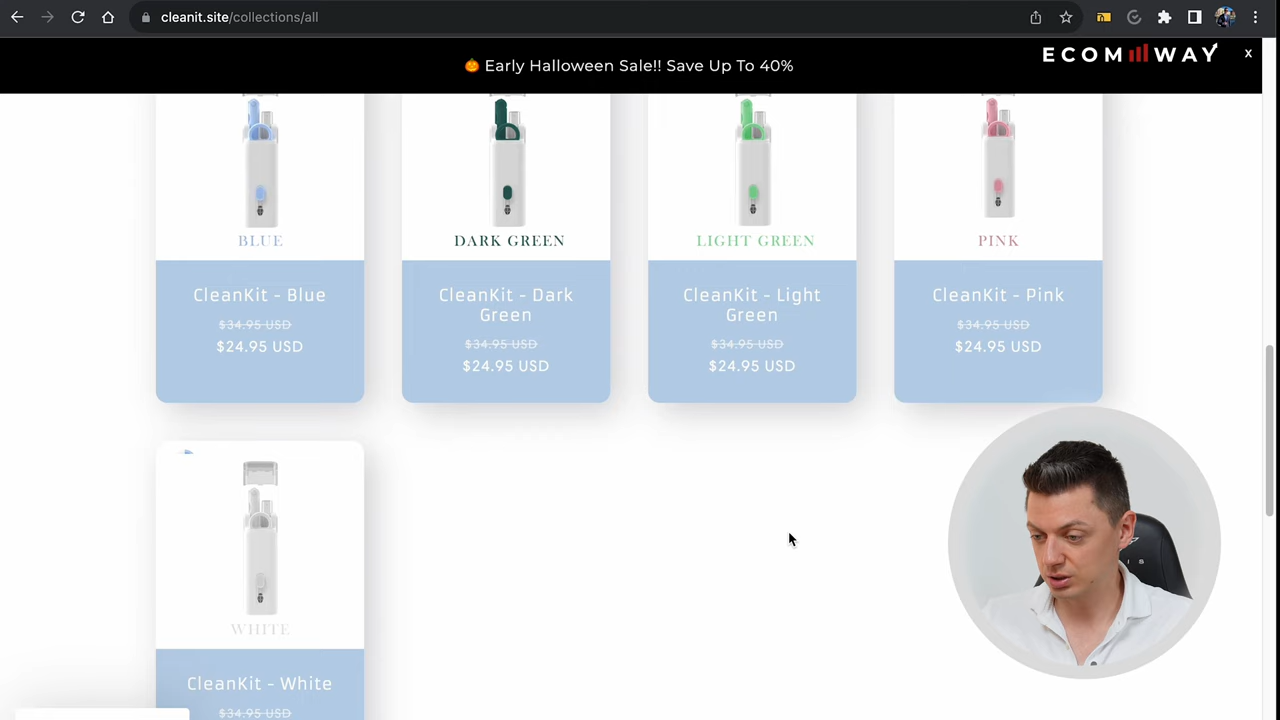 cleanit.site/collections/all
🎃 Early Halloween Sale!! Save Up To 40%
ECOM WAY
x
BLUE
DARK GREEN
LIGHT GREEN
PINK
CleanKit - Blue
$34.95 USD
$24.95 USD
CleanKit - Dark
Green
$34.95 USD
$24.95 USD
CleanKit - Light
Green
$34.95 USD
$24.95 USD
CleanKit - Pink
$34.95 USD
$24.95 USD
WHITE
CleanKit - White
$34.95 USD